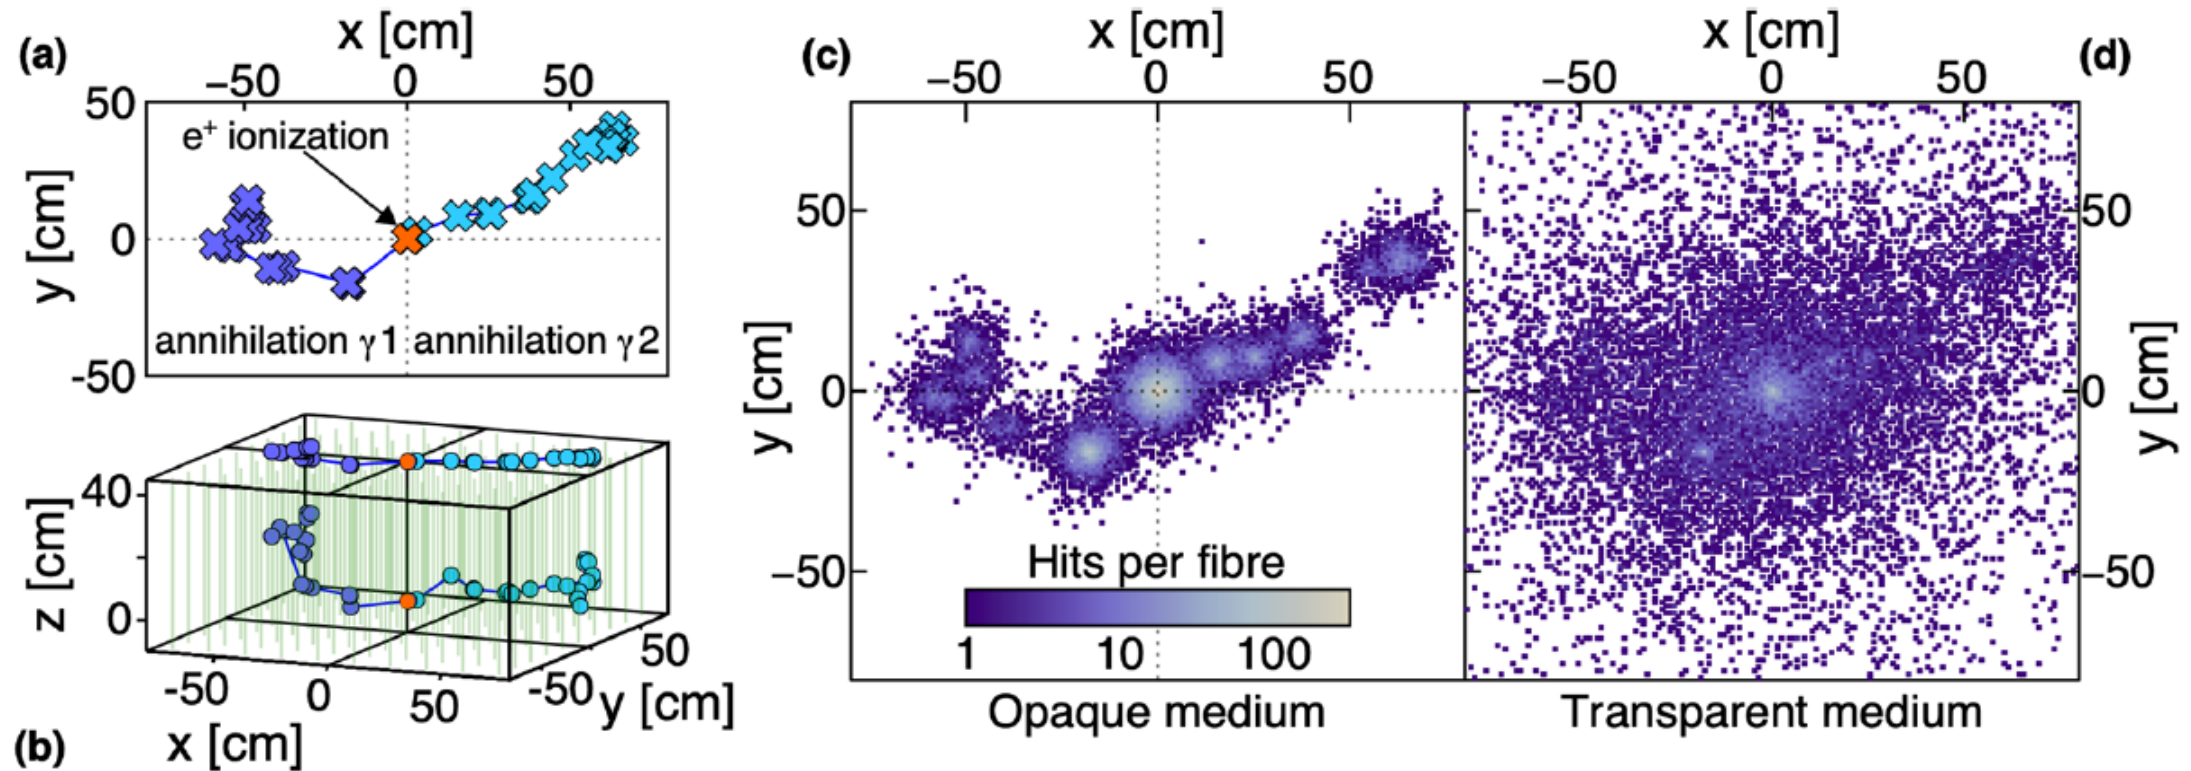 (a)
x [cm]
−50 0 50
50
0
-50
y [cm]
e⁺ ionization
annihilation γ1
annihilation γ2
(b)
40
0
z [cm]
-50 0 50
x [cm]
-50
50
y [cm]
(c)
x [cm]
−50 0 50
50
0
−50
y [cm]
Hits per fibre
1 10 100
Opaque medium
(d)
x [cm]
−50 0 50
50
0
−50
y [cm]
Transparent medium